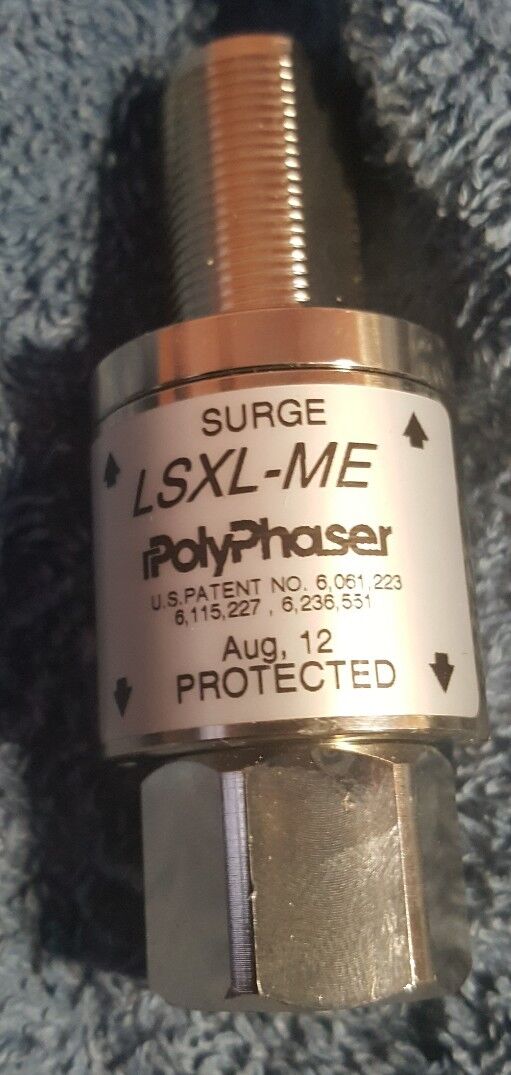 SURGE
LSXL-ME
PolyPhaser
U.S.PATENT NO. 6,061,223
6,115,227 , 6,236,551
Aug, 12
PROTECTED